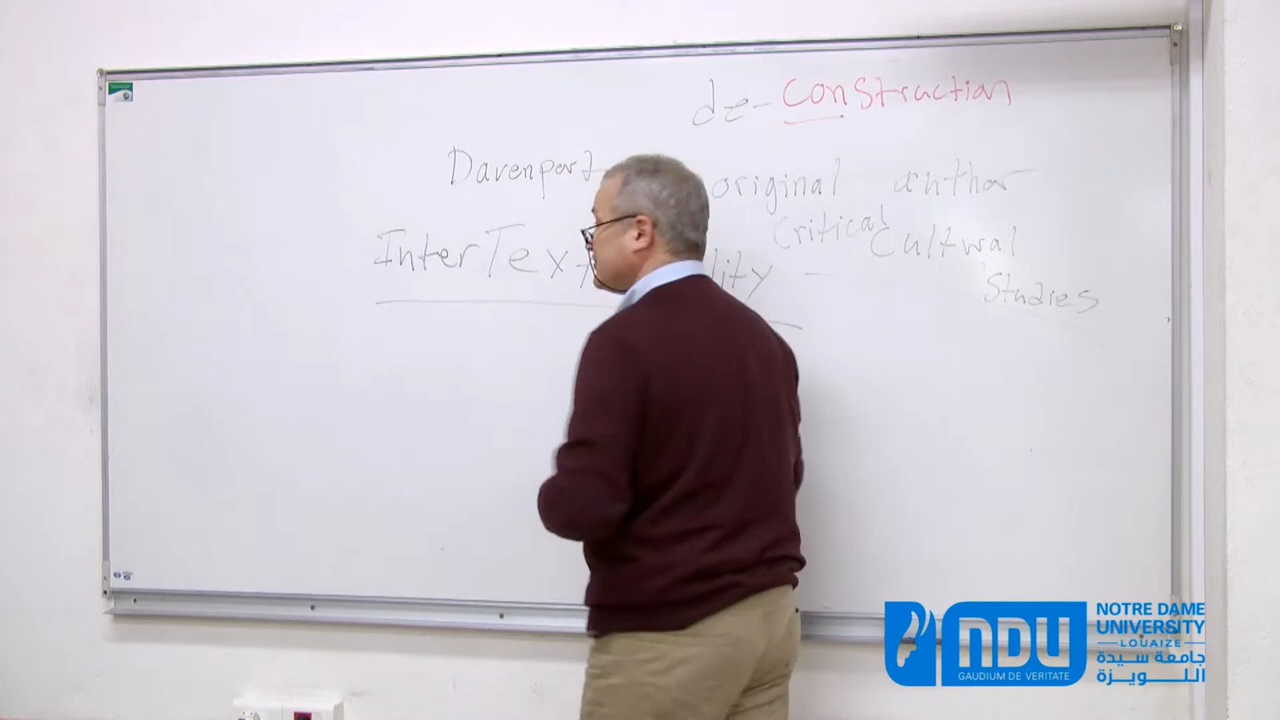 de-construction
Davenport original author
Critical Cultural
InterText lity -
Studies
NDU
GAUDIUM DE VERITATE
NOTRE DAME
UNIVERSITY
LOUAIZE
جامعة سيدة
اللويزة